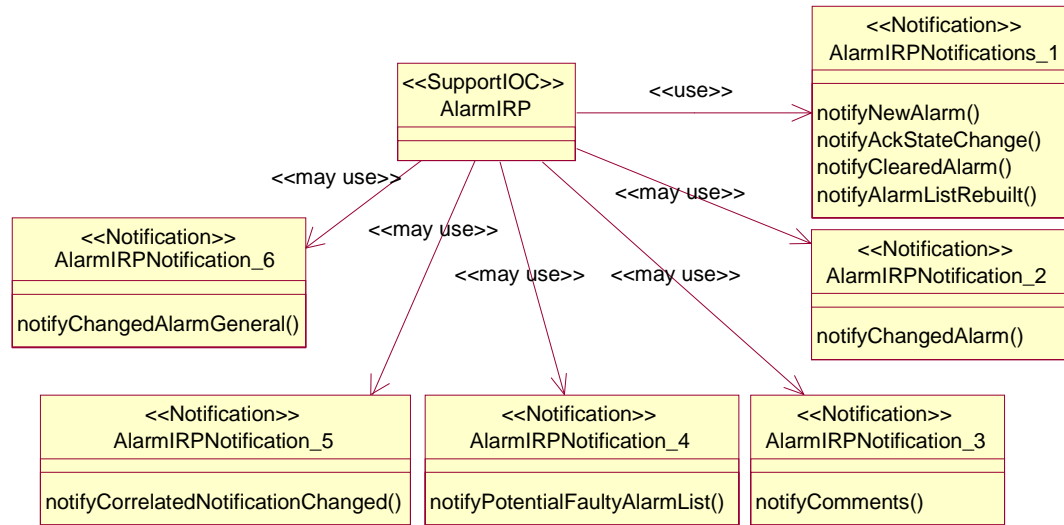 <<Notification>>
AlarmIRPNotifications_1
notifyNewAlarm()
notifyAckStateChange()
notifyClearedAlarm()
notifyAlarmListRebuilt()
<<SupportIOC>>
AlarmIRP
<<use>>
<<may use>>
<<may use>>
<<may use>>
<<may use>>
<<may use>>
<<Notification>>
AlarmIRPNotification_6
notifyChangedAlarmGeneral()
<<Notification>>
AlarmIRPNotification_2
notifyChangedAlarm()
<<Notification>>
AlarmIRPNotification_5
notifyCorrelatedNotificationChanged()
<<Notification>>
AlarmIRPNotification_4
notifyPotentialFaultyAlarmList()
<<Notification>>
AlarmIRPNotification_3
notifyComments()